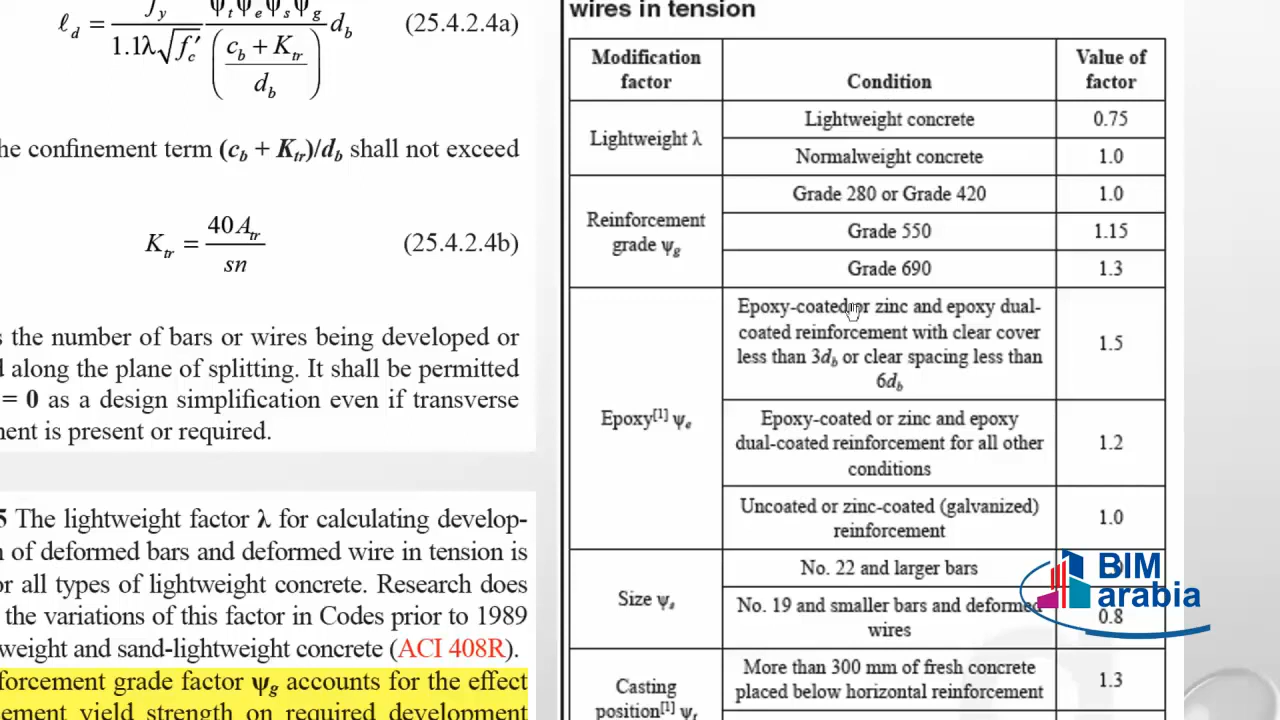 ℓd = fy / 1.1λ√f′c ψt ψe ψs ψg / ((cb + Ktr) / db) db (25.4.2.4a)
he confinement term (cb + Ktr)/db shall not exceed
Ktr = 40Atr / sn (25.4.2.4b)
s the number of bars or wires being developed or
d along the plane of splitting. It shall be permitted
= 0 as a design simplification even if transverse
ment is present or required.
5 The lightweight factor λ for calculating develop-
n of deformed bars and deformed wire in tension is
or all types of lightweight concrete. Research does
the variations of this factor in Codes prior to 1989
weight and sand-lightweight concrete (ACI 408R).
forcement grade factor ψg accounts for the effect
ement yield strength on required development
wires in tension
Modification factor Condition Value of factor
Lightweight λ
Lightweight concrete 0.75
Normalweight concrete 1.0
Reinforcement
grade ψg
Grade 280 or Grade 420 1.0
Grade 550 1.15
Grade 690 1.3
Epoxy[1] ψe
Epoxy-coated or zinc and epoxy dual-
coated reinforcement with clear cover
less than 3db or clear spacing less than
6db
1.5
Epoxy-coated or zinc and epoxy
dual-coated reinforcement for all other
conditions
1.2
Uncoated or zinc-coated (galvanized)
reinforcement
1.0
Size ψs
No. 22 and larger bars
No. 19 and smaller bars and deformed
wires
0.8
Casting
position[1] ψt
More than 300 mm of fresh concrete
placed below horizontal reinforcement
1.3
BIM
arabia